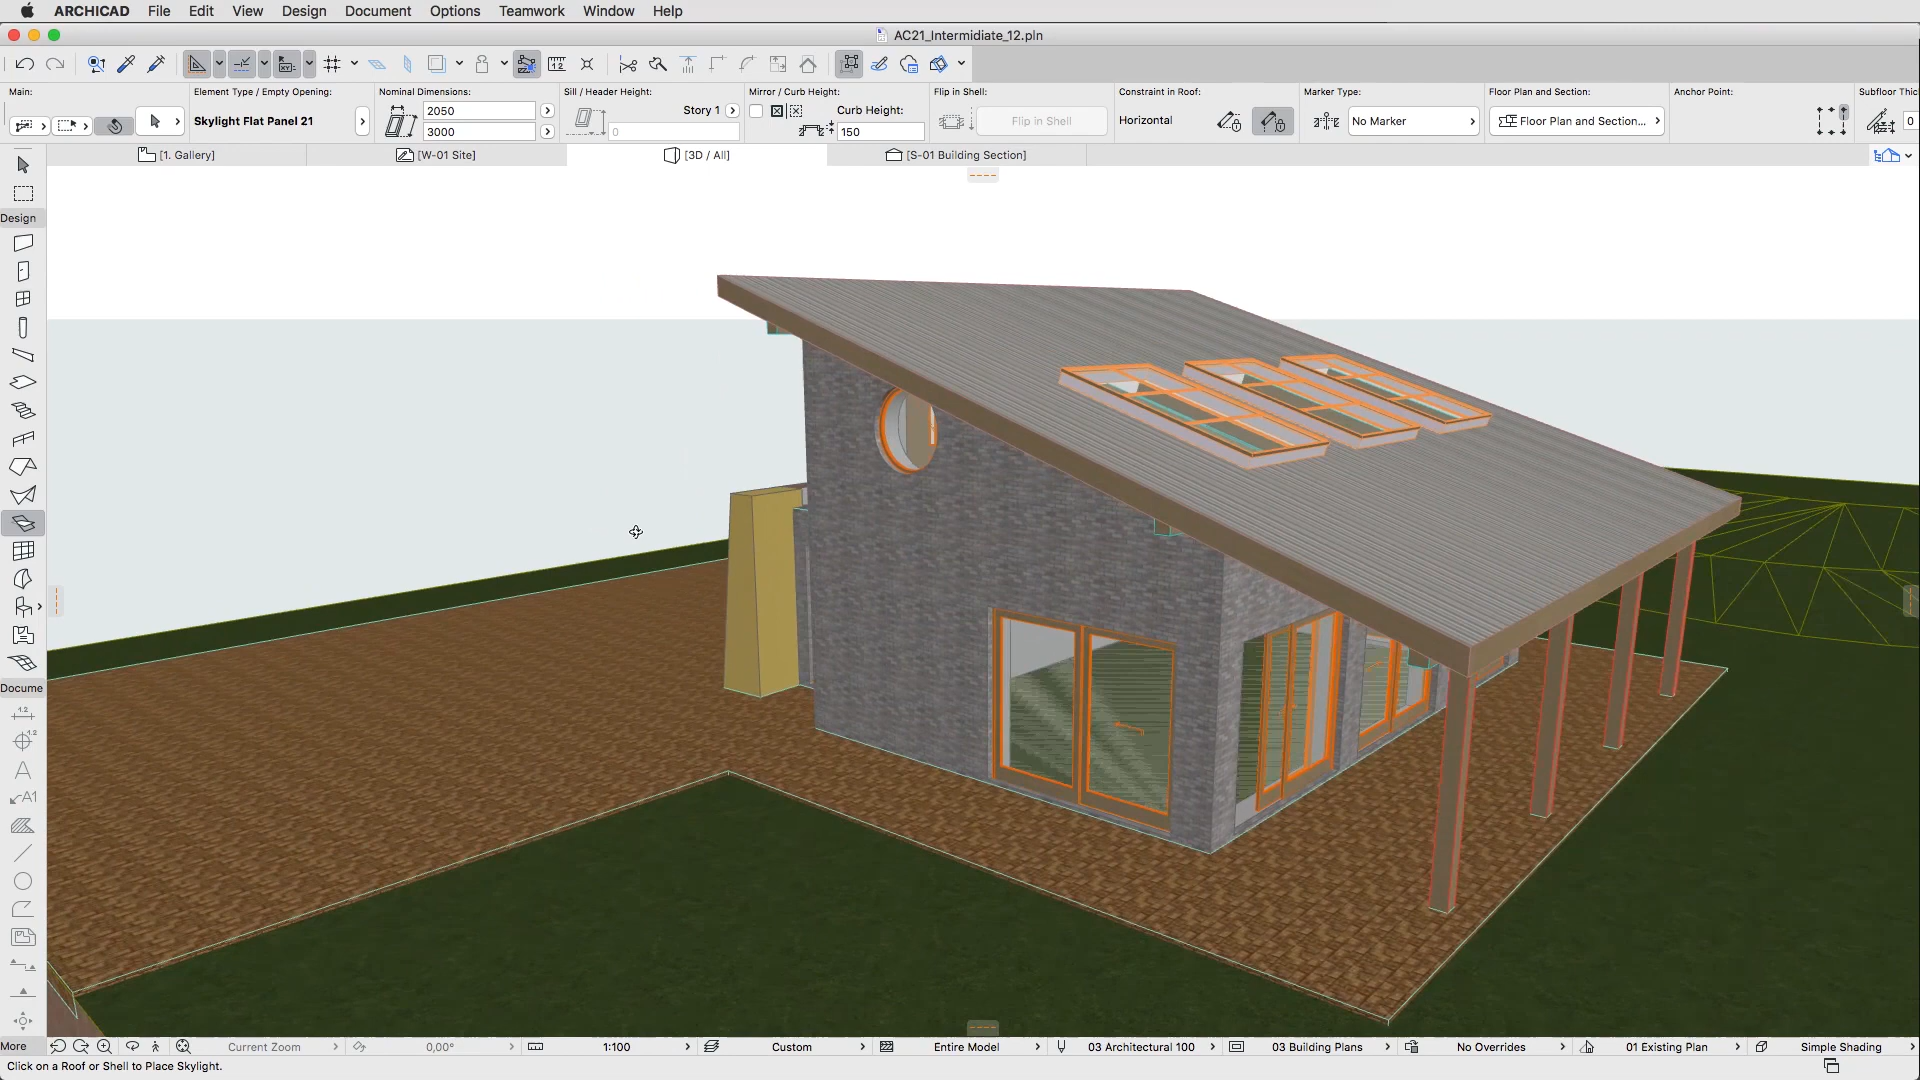 ARCHICAD File Edit View Design Document Options Teamwork Window Help
AC21_Intermidiate_12.pln
Main: Element Type / Empty Opening: Nominal Dimensions: Sill / Header Height: Mirror / Curb Height: Flip in Shell: Constraint in Roof: Marker Type: Floor Plan and Section: Anchor Point: Subfloor Thic
2050 Story 1 Curb Height:
Skylight Flat Panel 21 Flip in Shell Horizontal No Marker Floor Plan and Section... 0
3000 0 150
[1. Gallery] [W-01 Site] [3D / All] [S-01 Building Section]
Design
Docume
1.2
1.2
A
A1
More Current Zoom 0,00° 1:100 Custom Entire Model 03 Architectural 100 03 Building Plans No Overrides 01 Existing Plan Simple Shading
Click on a Roof or Shell to Place Skylight.